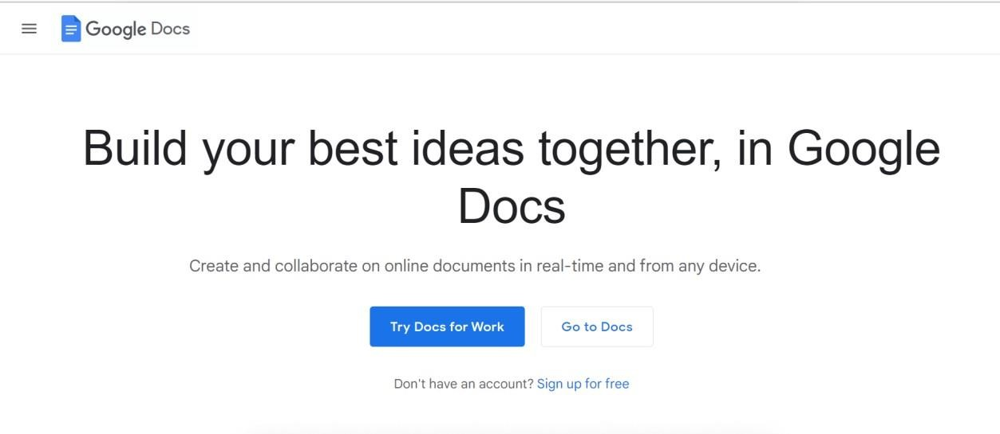 Google Docs
Build your best ideas together, in Google
Docs
Create and collaborate on online documents in real-time and from any device.
Try Docs for Work
Go to Docs
Don't have an account? Sign up for free